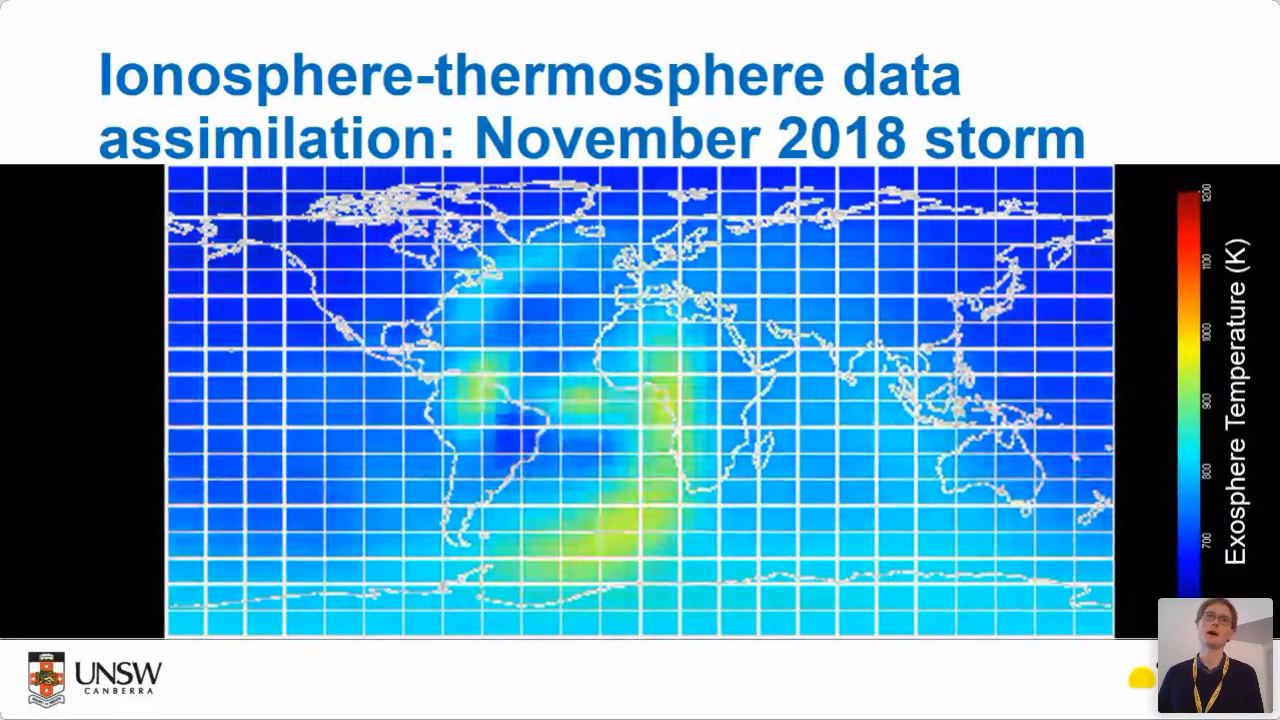 Ionosphere-thermosphere data
assimilation: November 2018 storm
1200
1100
1000
900
800
700
Exosphere Temperature (K)
UNSW
CANBERRA